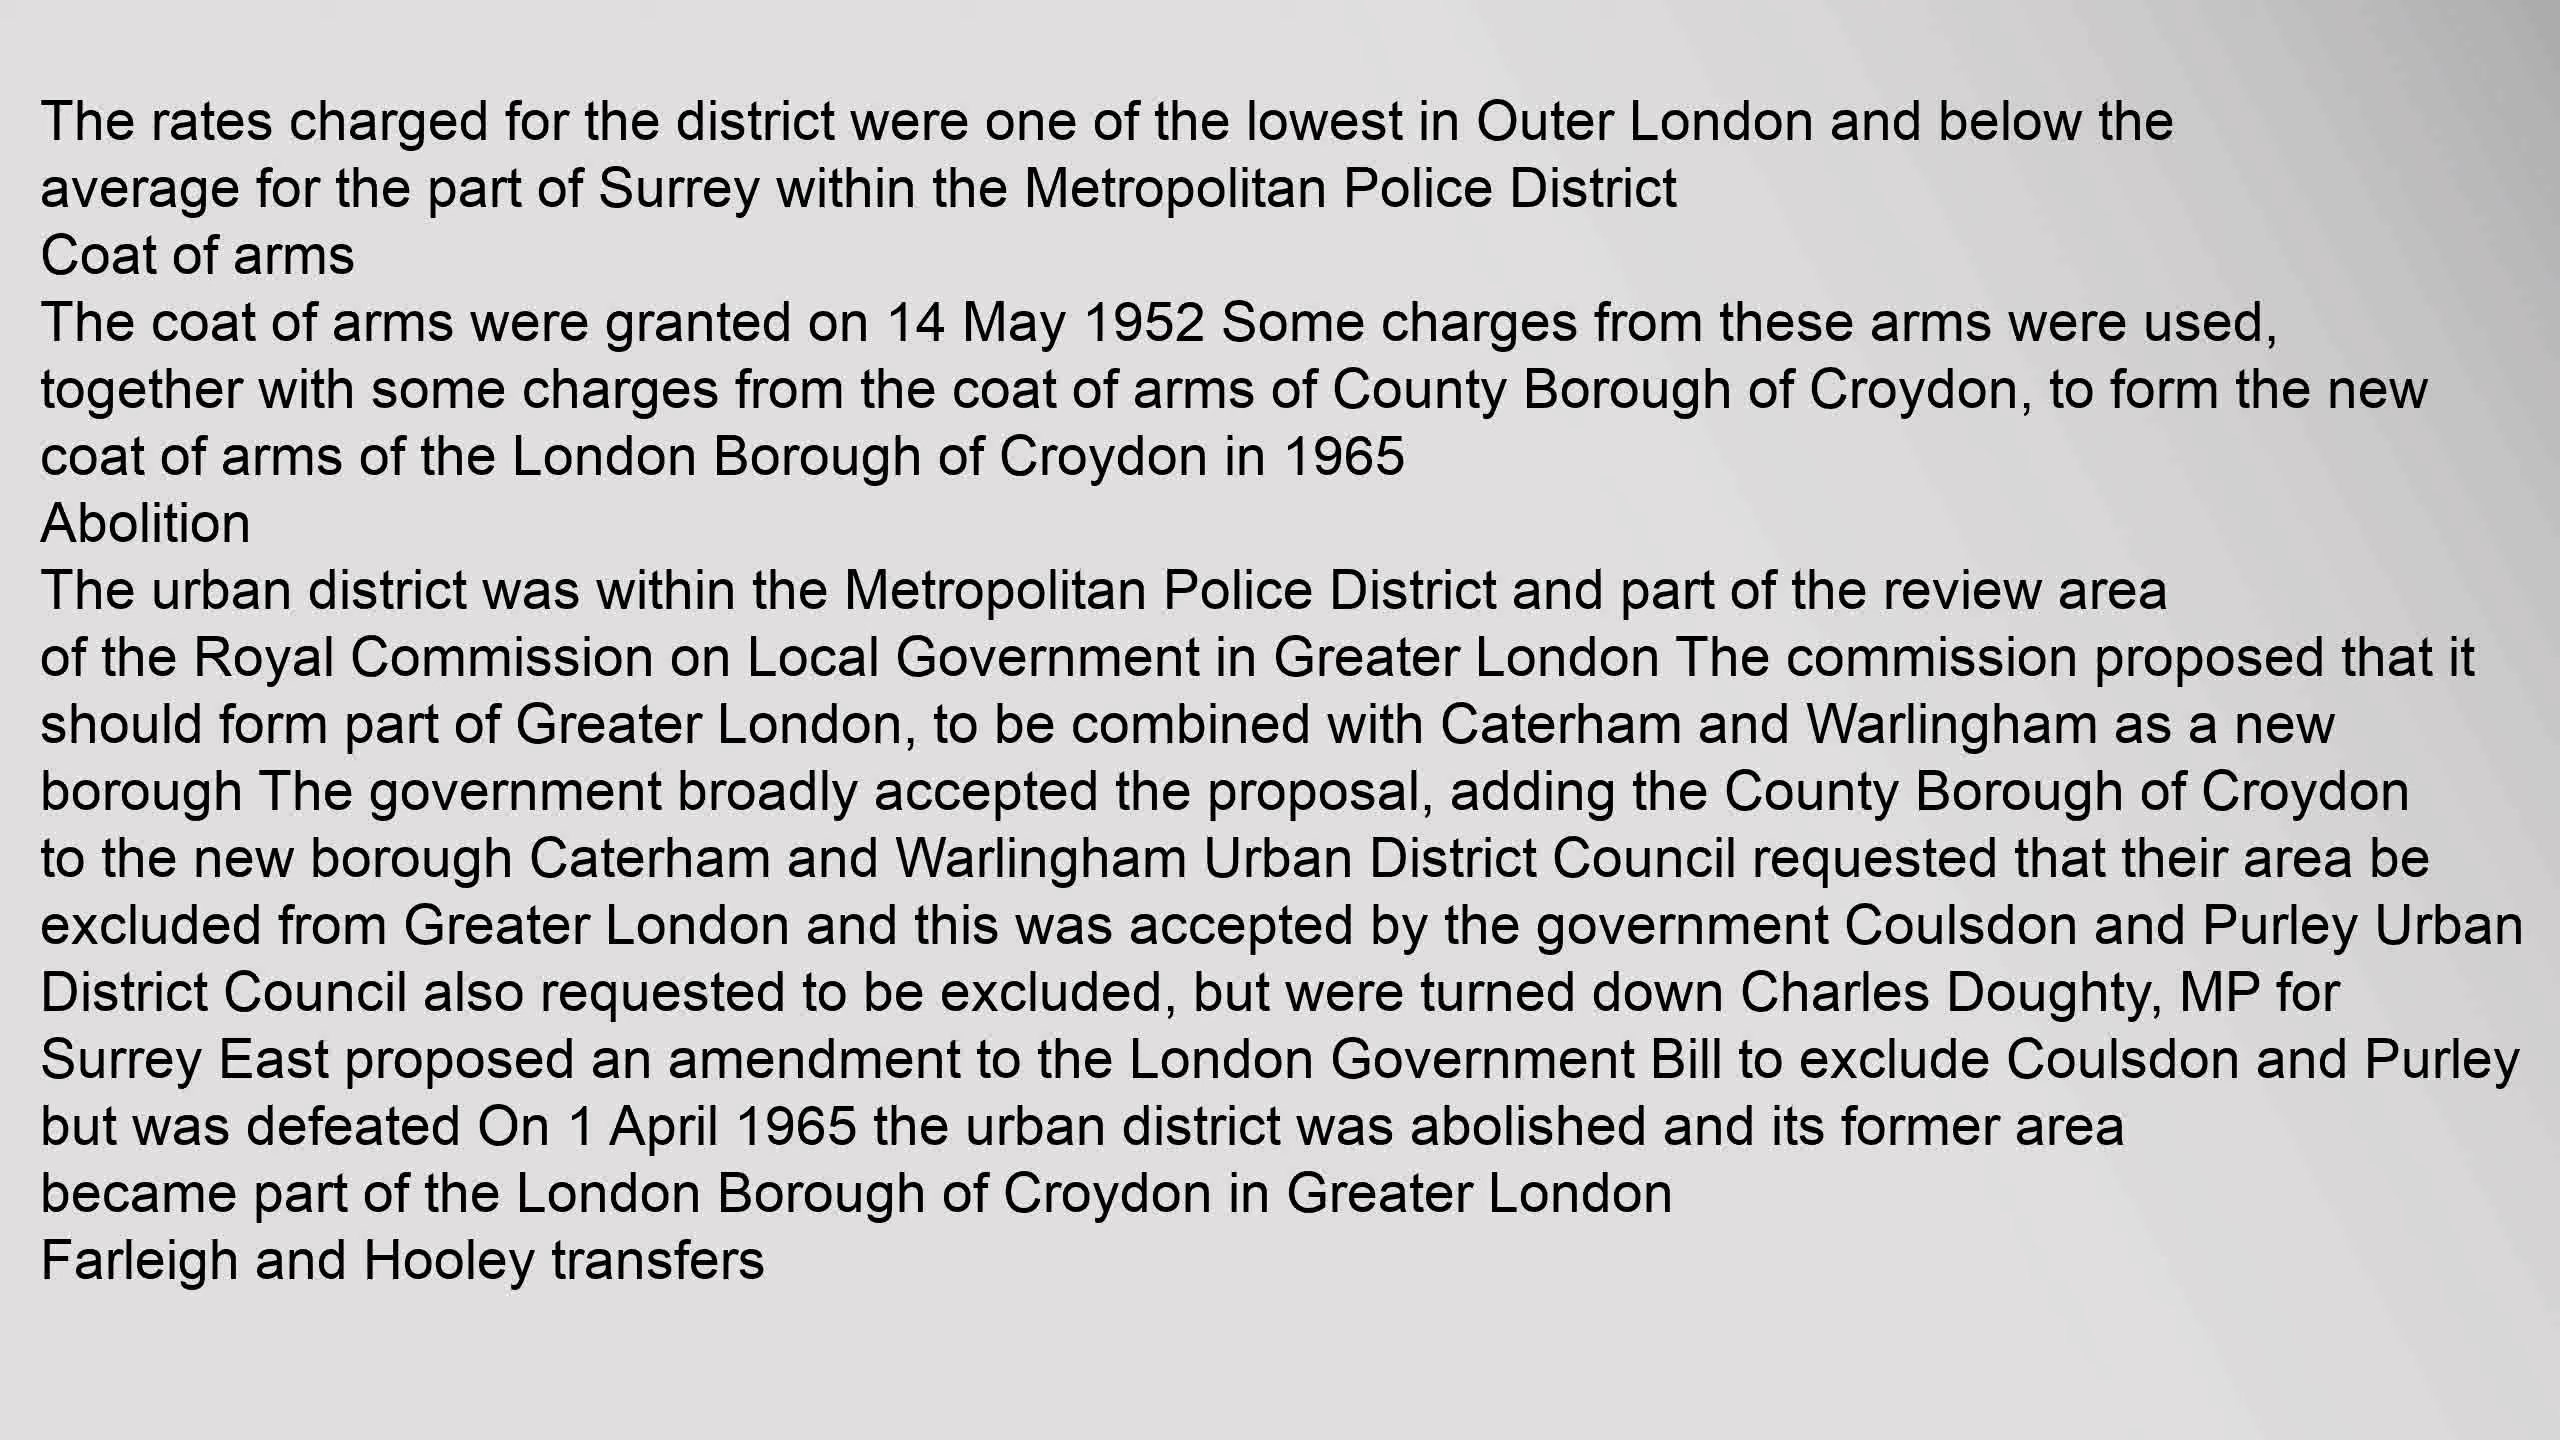 The rates charged for the district were one of the lowest in Outer London and below the
average for the part of Surrey within the Metropolitan Police District
Coat of arms
The coat of arms were granted on 14 May 1952 Some charges from these arms were used,
together with some charges from the coat of arms of County Borough of Croydon, to form the new
coat of arms of the London Borough of Croydon in 1965
Abolition
The urban district was within the Metropolitan Police District and part of the review area
of the Royal Commission on Local Government in Greater London The commission proposed that it
should form part of Greater London, to be combined with Caterham and Warlingham as a new
borough The government broadly accepted the proposal, adding the County Borough of Croydon
to the new borough Caterham and Warlingham Urban District Council requested that their area be
excluded from Greater London and this was accepted by the government Coulsdon and Purley Urban
District Council also requested to be excluded, but were turned down Charles Doughty, MP for
Surrey East proposed an amendment to the London Government Bill to exclude Coulsdon and Purley
but was defeated On 1 April 1965 the urban district was abolished and its former area
became part of the London Borough of Croydon in Greater London
Farleigh and Hooley transfers